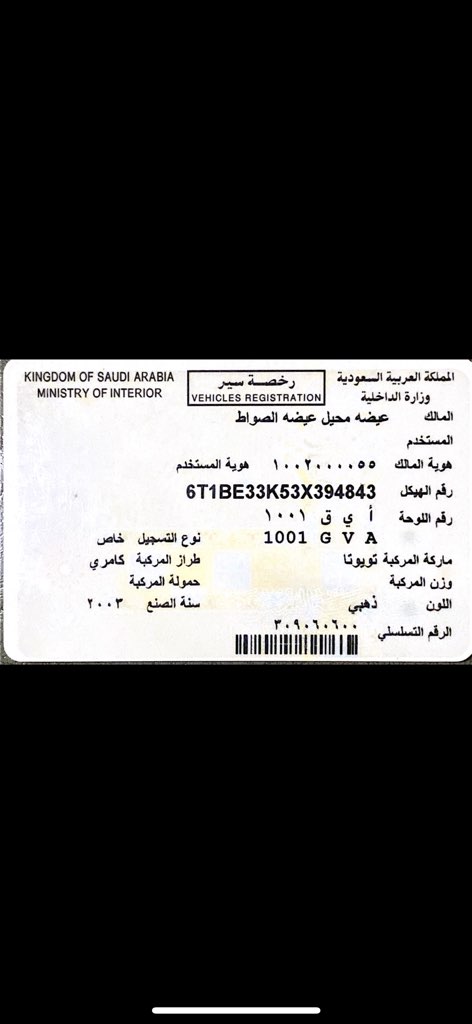 KINGDOM OF SAUDI ARABIA
MINISTRY OF INTERIOR
رخصة سير
VEHICLES REGISTRATION
المملكة العربية السعودية
وزارة الداخلية
المالك عيضه محيل عيضه الصواط
المستخدم
هوية المالك ١٠٠٢٠٠٠٠٥٥ هوية المستخدم
رقم الهيكل 6T1BE33K53X394843
رقم اللوحة أ ي ق ١٠٠١
1001 G V A نوع التسجيل خاص
ماركة المركبة تويوتا طراز المركبة كامري
وزن المركبة حمولة المركبة
اللون ذهبي سنة الصنع ٢٠٠٣
الرقم التسلسلي ٣٠٩٠٦٠٦٠٠